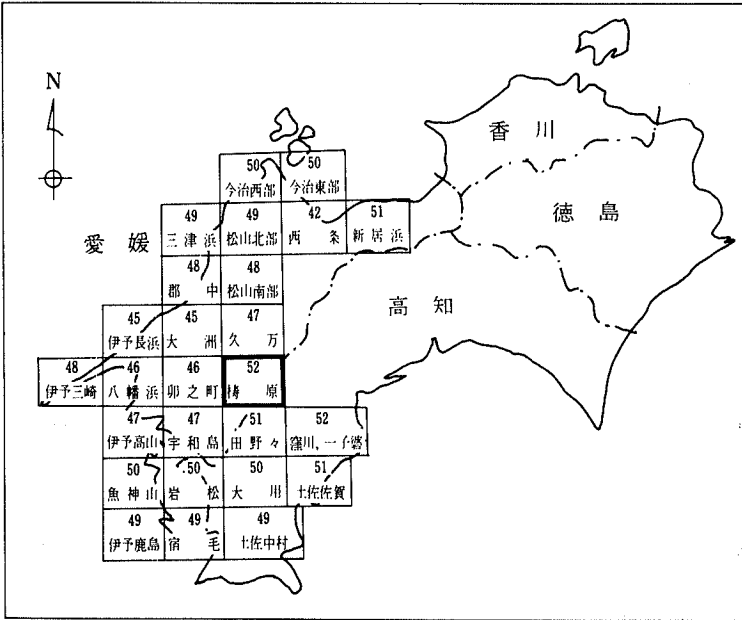 N
香川
徳島
愛媛
高知
50 50
今治西部 今治東部
49 49 42 51
三津浜 松山北部 西条 新居浜
48 48
郡中 松山南部
45 45 47
伊予長浜 大洲 久万
48 46 46 52
伊予三崎 八幡浜 卯之町 梼原
47 47 51 52
伊予高山 宇和島 田野々 窪川,一子碆
50 50 50 51
魚神山 岩松 大用 土佐佐賀
49 49 49
伊予鹿島 宿毛 土佐中村